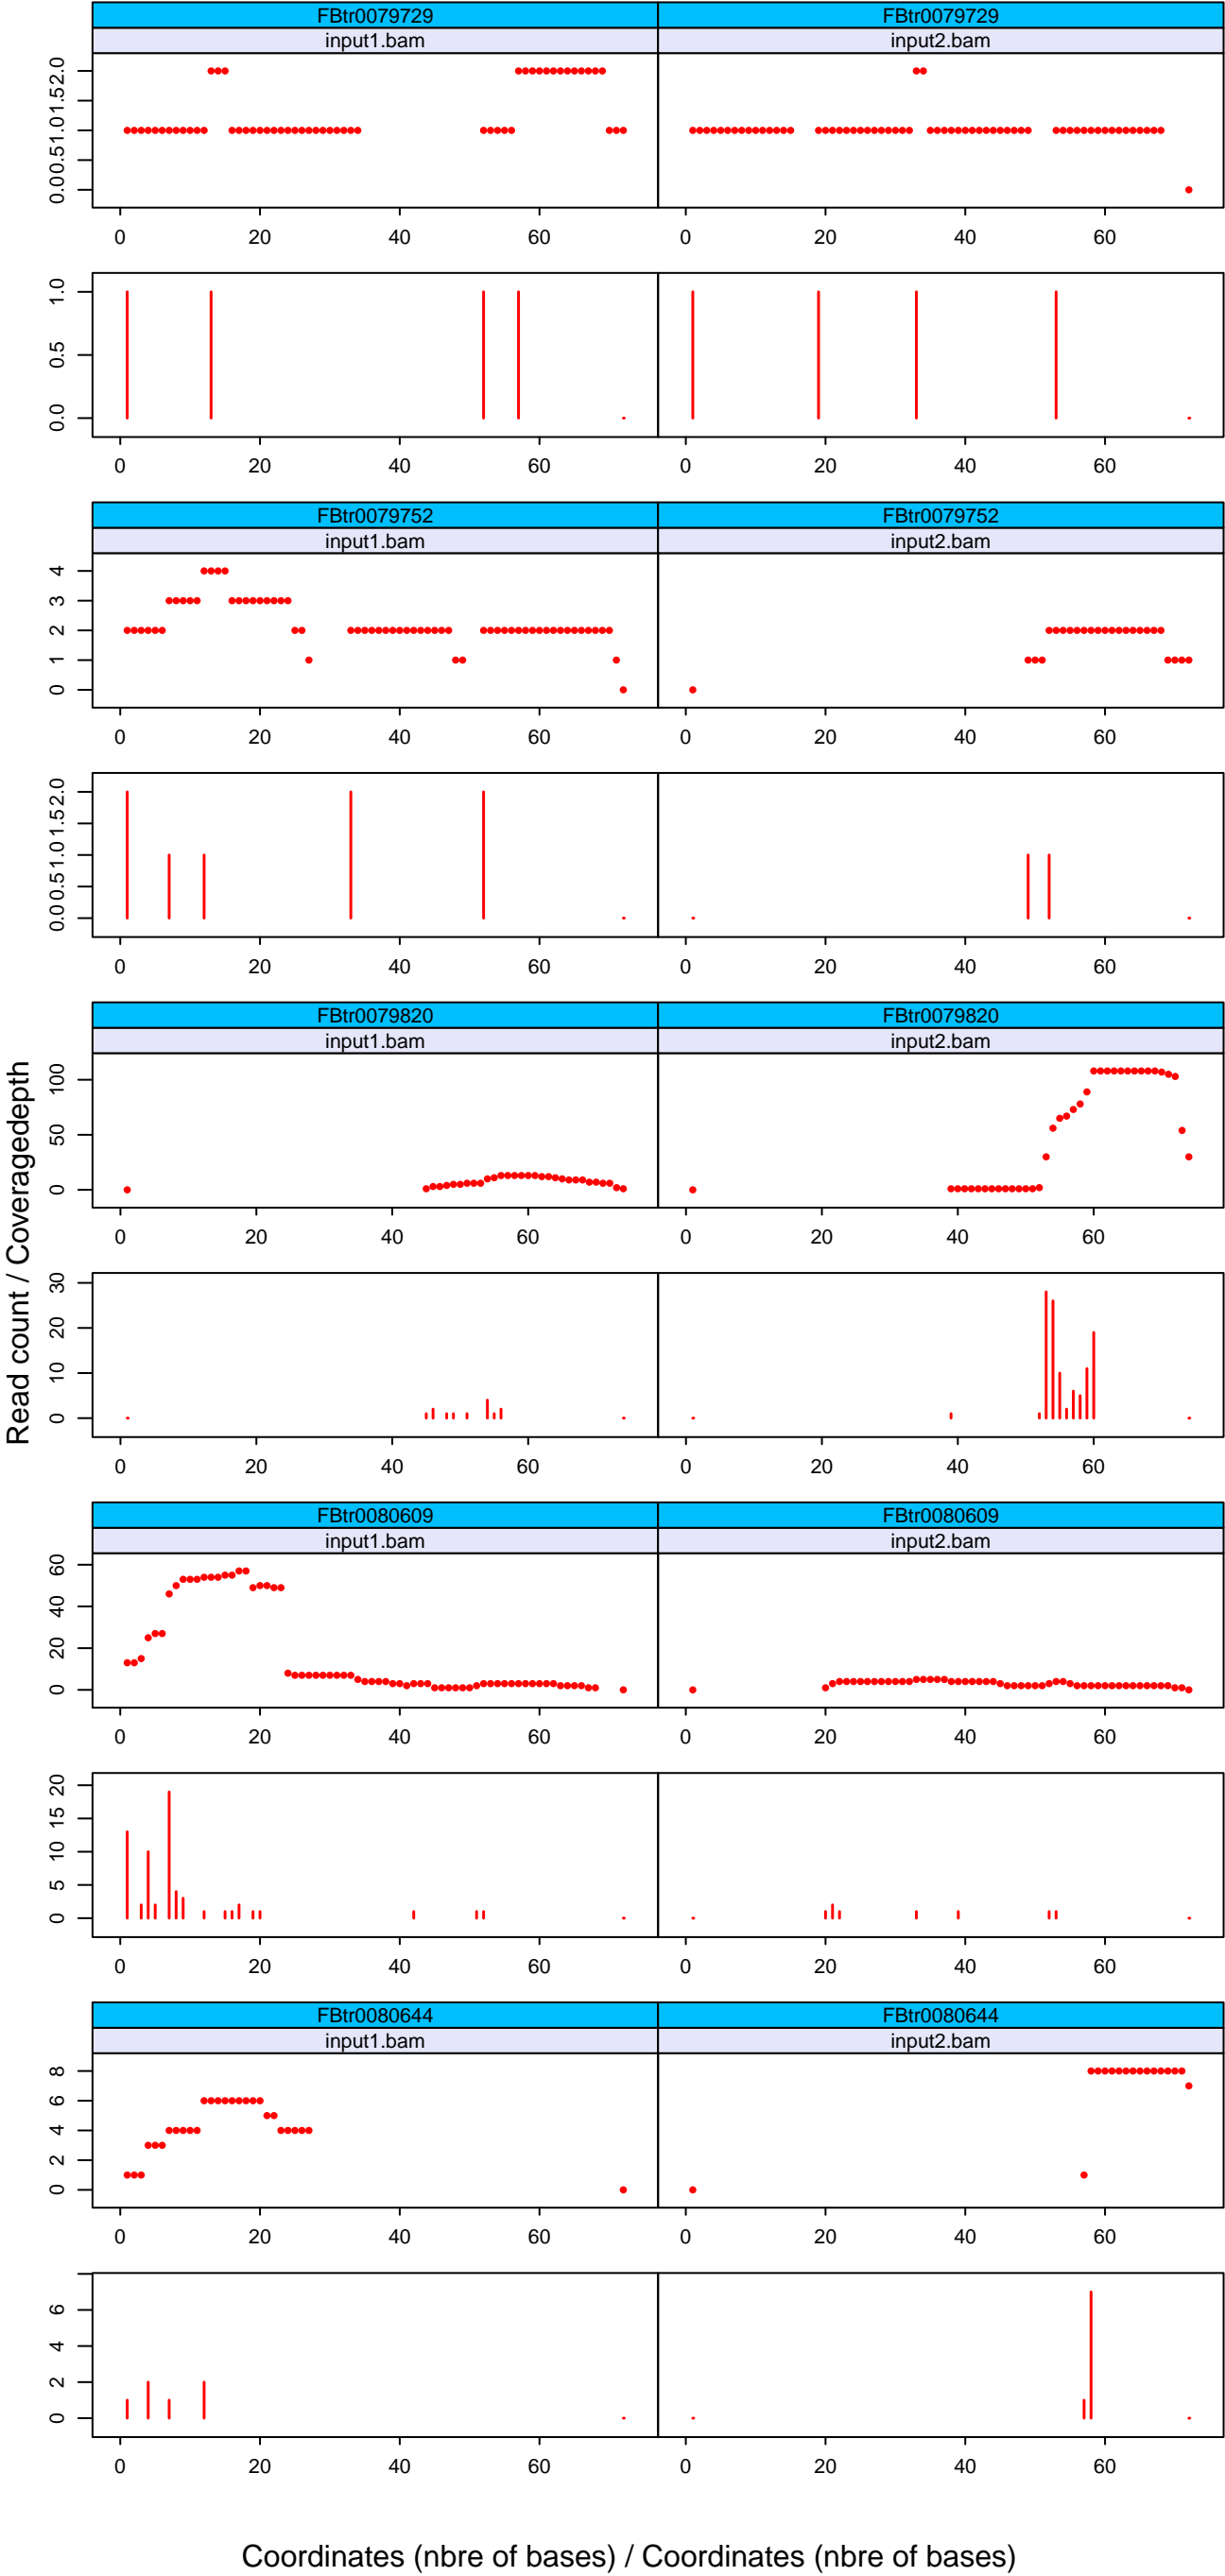 FBtr0079729 FBtr0079729
input1.bam input2.bam
0.0 0.5 1.0 1.5 2.0
0 20 40 60 0 20 40 60
0.0 0.5 1.0
0 20 40 60 0 20 40 60
FBtr0079752 FBtr0079752
input1.bam input2.bam
0 1 2 3 4
0 20 40 60 0 20 40 60
0.0 0.5 1.0 1.5 2.0
0 20 40 60 0 20 40 60
FBtr0079820 FBtr0079820
input1.bam input2.bam
0 50 100
0 20 40 60 0 20 40 60
Read count / Coveragedepth
0 10 20 30
0 20 40 60 0 20 40 60
FBtr0080609 FBtr0080609
input1.bam input2.bam
0 20 40 60
0 20 40 60 0 20 40 60
0 5 10 15 20
0 20 40 60 0 20 40 60
FBtr0080644 FBtr0080644
input1.bam input2.bam
0 2 4 6 8
0 20 40 60 0 20 40 60
0 2 4 6
0 20 40 60 0 20 40 60
Coordinates (nbre of bases) / Coordinates (nbre of bases)